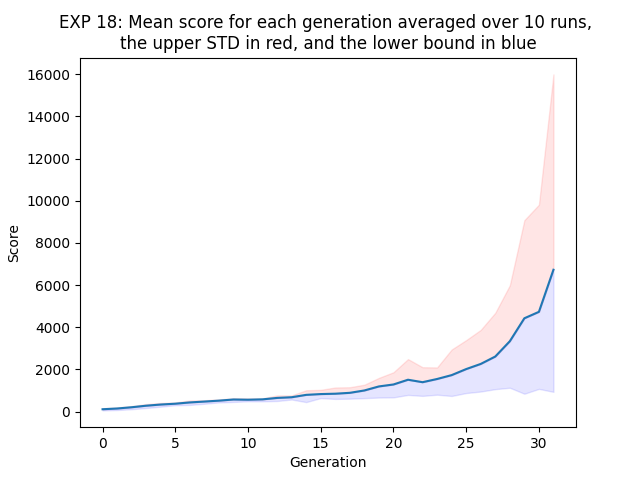 EXP 18: Mean score for each generation averaged over 10 runs,
the upper STD in red, and the lower bound in blue
16000
14000
12000
10000
8000
6000
4000
2000
0
Score
0 5 10 15 20 25 30
Generation